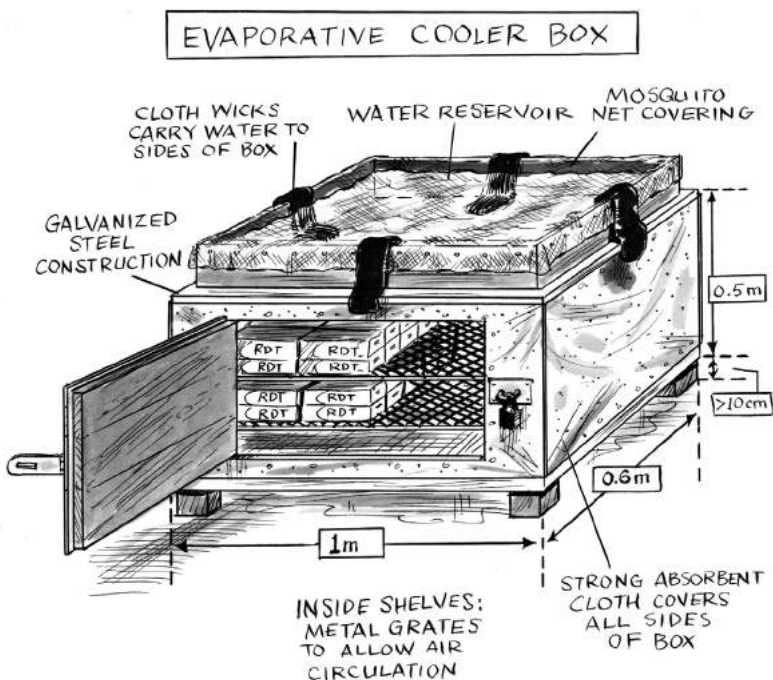 EVAPORATIVE COOLER BOX
CLOTH WICKS
CARRY WATER TO
SIDES OF BOX
WATER RESERVOIR
MOSQUITO
NET COVERING
GALVANIZED
STEEL
CONSTRUCTION
0.5m
>10cm
RDT RDT
RDT RDT
RDT RDT
RDT RDT
0.6m
1m
INSIDE SHELVES:
METAL GRATES
TO ALLOW AIR
CIRCULATION
STRONG ABSORBENT
CLOTH COVERS
ALL SIDES
OF BOX